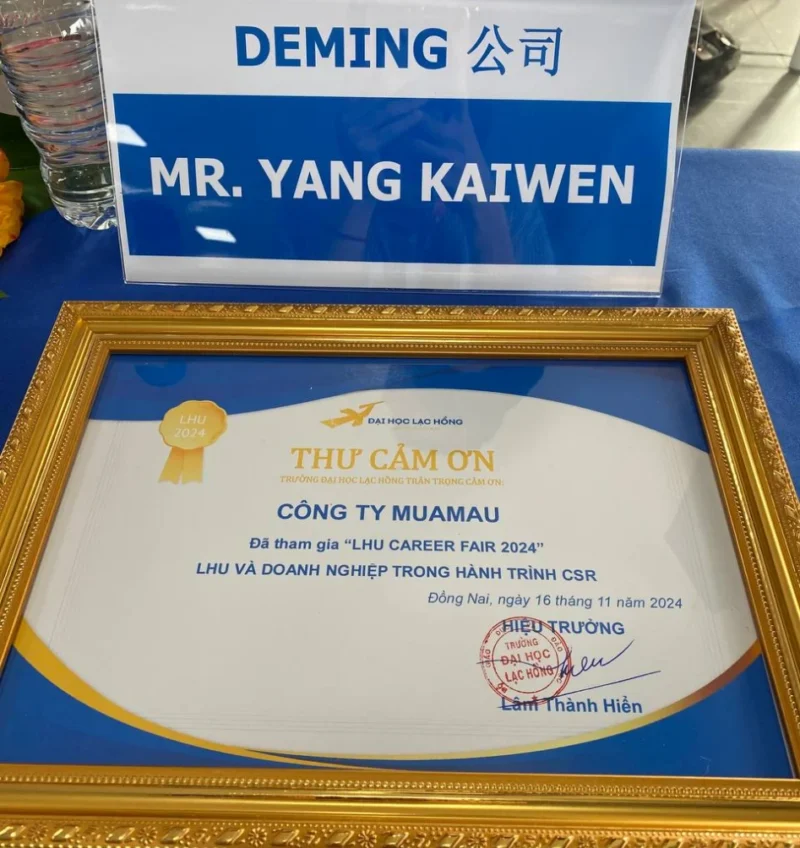 DEMING 公司
MR. YANG KAIWEN
LHU
2024
ĐẠI HỌC LẠC HỒNG
THƯ CẢM ƠN
TRƯỜNG ĐẠI HỌC LẠC HỒNG TRÂN TRỌNG CẢM ƠN:
CÔNG TY MUAMAU
Đã tham gia “LHU CAREER FAIR 2024”
LHU VÀ DOANH NGHIỆP TRONG HÀNH TRÌNH CSR
Đồng Nai, ngày 16 tháng 11 năm 2024
HIỆU TRƯỞNG
TRƯỜNG
ĐẠI HỌC
LẠC HỒNG
Lâm Thành Hiển